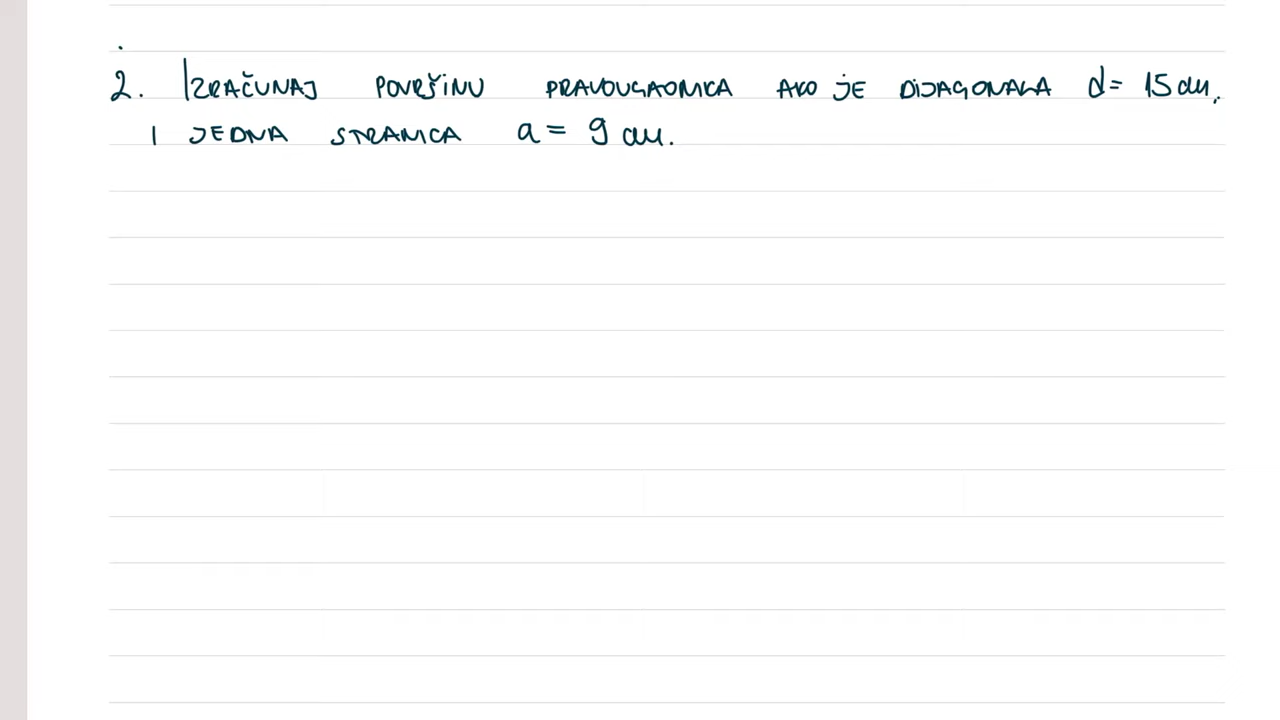 2. IZRAČUNAJ POVRŠINU PRAVOUGAONIKA AKO JE DIJAGONALA d = 15 cm,
I JEDNA STRANICA a = 9 cm.